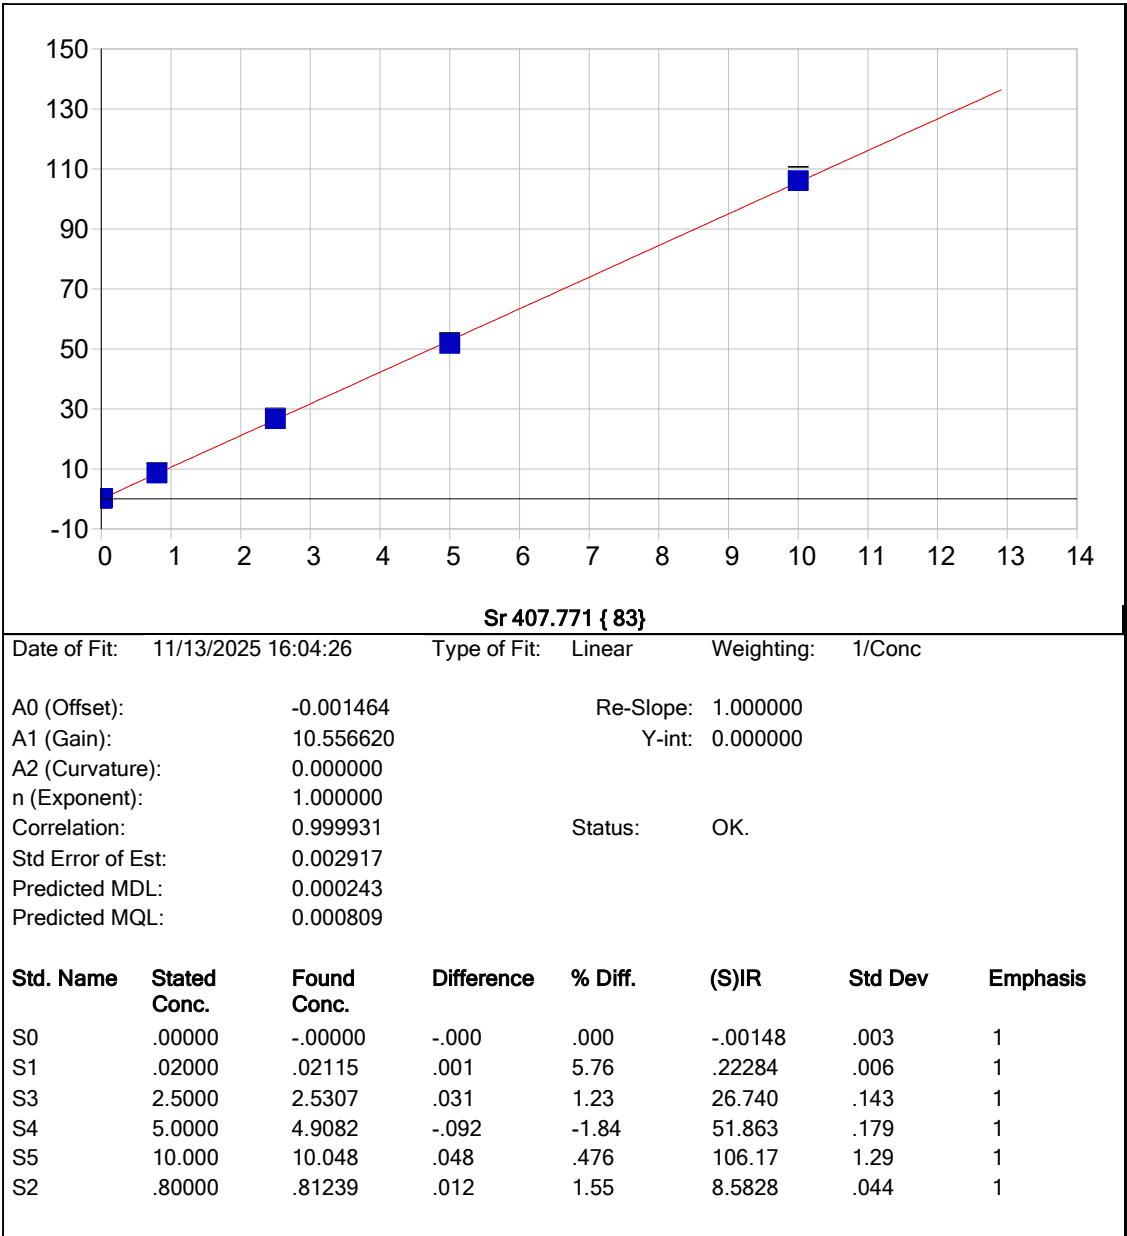 150
130
110
90
70
50
30
10
-10
0 1 2 3 4 5 6 7 8 9 10 11 12 13 14
Sr 407.771 { 83}
Date of Fit: 11/13/2025 16:04:26 Type of Fit: Linear Weighting: 1/Conc
A0 (Offset): -0.001464 Re-Slope: 1.000000
A1 (Gain): 10.556620 Y-int: 0.000000
A2 (Curvature): 0.000000
n (Exponent): 1.000000
Correlation: 0.999931 Status: OK.
Std Error of Est: 0.002917
Predicted MDL: 0.000243
Predicted MQL: 0.000809
Std. Name Stated Found Difference % Diff. (S)IR Std Dev Emphasis
Conc. Conc.
S0 .00000 -.00000 -.000 .000 -.00148 .003 1
S1 .02000 .02115 .001 5.76 .22284 .006 1
S3 2.5000 2.5307 .031 1.23 26.740 .143 1
S4 5.0000 4.9082 -.092 -1.84 51.863 .179 1
S5 10.000 10.048 .048 .476 106.17 1.29 1
S2 .80000 .81239 .012 1.55 8.5828 .044 1